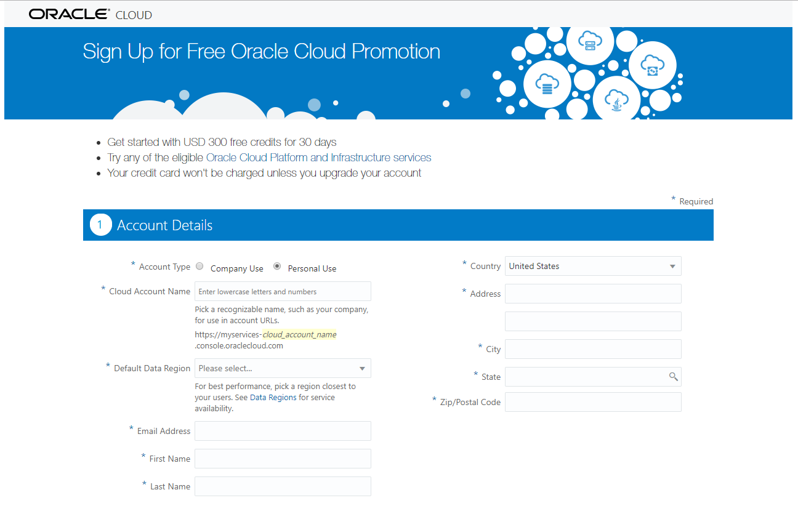 ORACLE® CLOUD
Sign Up for Free Oracle Cloud Promotion
• Get started with USD 300 free credits for 30 days
• Try any of the eligible Oracle Cloud Platform and Infrastructure services
• Your credit card won't be charged unless you upgrade your account
* Required
1 Account Details
* Account Type Company Use Personal Use
* Cloud Account Name Enter lowercase letters and numbers
Pick a recognizable name, such as your company,
for use in account URLs.
https://myservices-cloud_account_name
.console.oraclecloud.com
* Default Data Region Please select...
For best performance, pick a region closest to
your users. See Data Regions for service
availability.
* Email Address
* First Name
* Last Name
* Country United States
* Address
* City
* State
* Zip/Postal Code